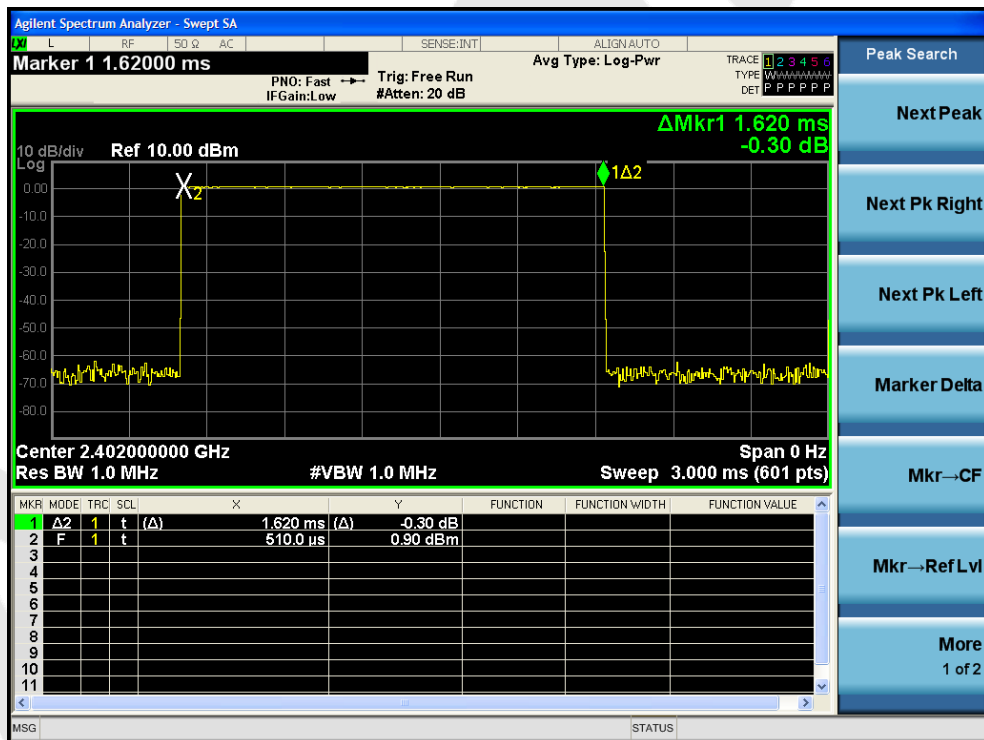 Agilent Spectrum Analyzer - Swept SA
LXI L RF 50 Ω AC SENSE:INT ALIGN AUTO
Marker 1 1.62000 ms
PNO: Fast
IFGain:Low
Trig: Free Run
#Atten: 20 dB
Avg Type: Log-Pwr
TRACE 1 2 3 4 5 6
TYPE WWWWWW
DET P P P P P P
ΔMkr1 1.620 ms
-0.30 dB
10 dB/div Ref 10.00 dBm
Log
1Δ2
2
0.00
-10.0
-20.0
-30.0
-40.0
-50.0
-60.0
-70.0
-80.0
Center 2.402000000 GHz Span 0 Hz
Res BW 1.0 MHz #VBW 1.0 MHz Sweep 3.000 ms (601 pts)
MKR MODE TRC SCL X Y FUNCTION FUNCTION WIDTH FUNCTION VALUE
1 Δ2 1 t (Δ) 1.620 ms (Δ) -0.30 dB
2 F 1 t 510.0 µs 0.90 dBm
3
4
5
6
7
8
9
10
11
MSG STATUS
Peak Search
Next Peak
Next Pk Right
Next Pk Left
Marker Delta
Mkr→CF
Mkr→Ref Lvl
More
1 of 2